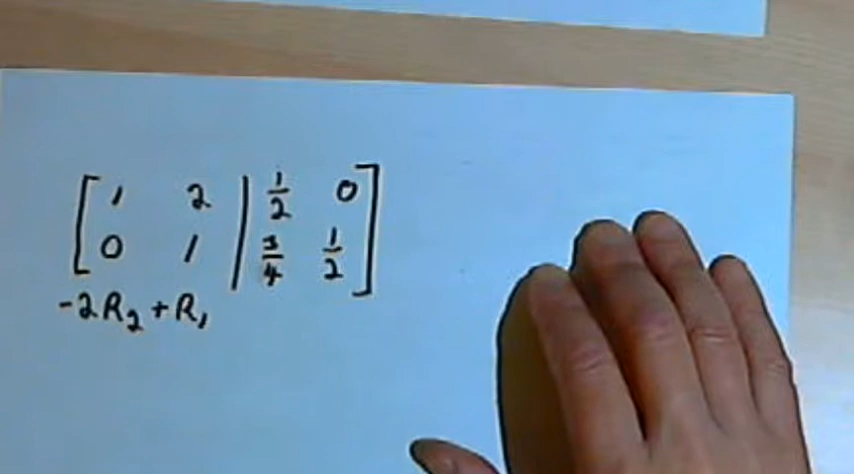 [ 1 2 | 1/2 0 ]
[ 0 1 | 3/4 1/2 ]
-2R₂ + R₁